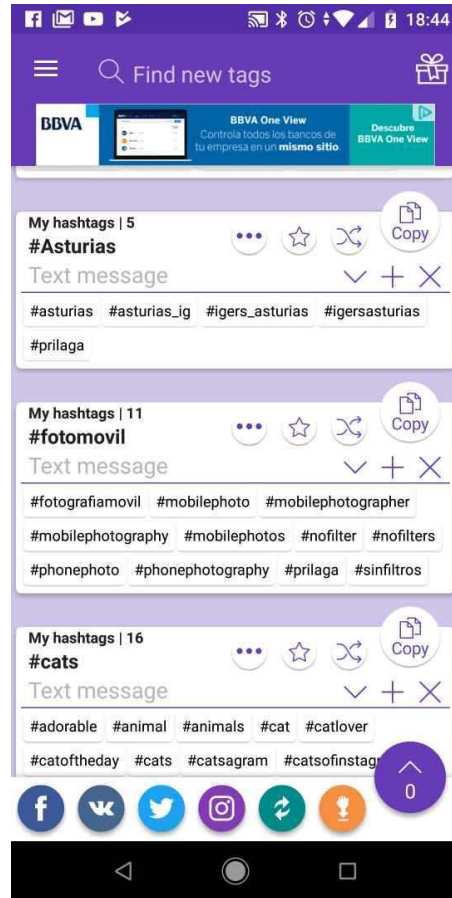 18:44
Find new tags
BBVA
BBVA One View
Controla todos los bancos de
tu empresa en un mismo sitio.
Descubre
BBVA One View
My hashtags | 5
#Asturias
Copy
Text message
#asturias #asturias_ig #igers_asturias #igersasturias
#prilaga
My hashtags | 11
#fotomovil
Copy
Text message
#fotografiamovil #mobilephoto #mobilephotographer
#mobilephotography #mobilephotos #nofilter #nofilters
#phonephoto #phonephotography #prilaga #sinfiltros
My hashtags | 16
#cats
Copy
Text message
#adorable #animal #animals #cat #catlover
#catoftheday #cats #catsagram #catsofinstag
0